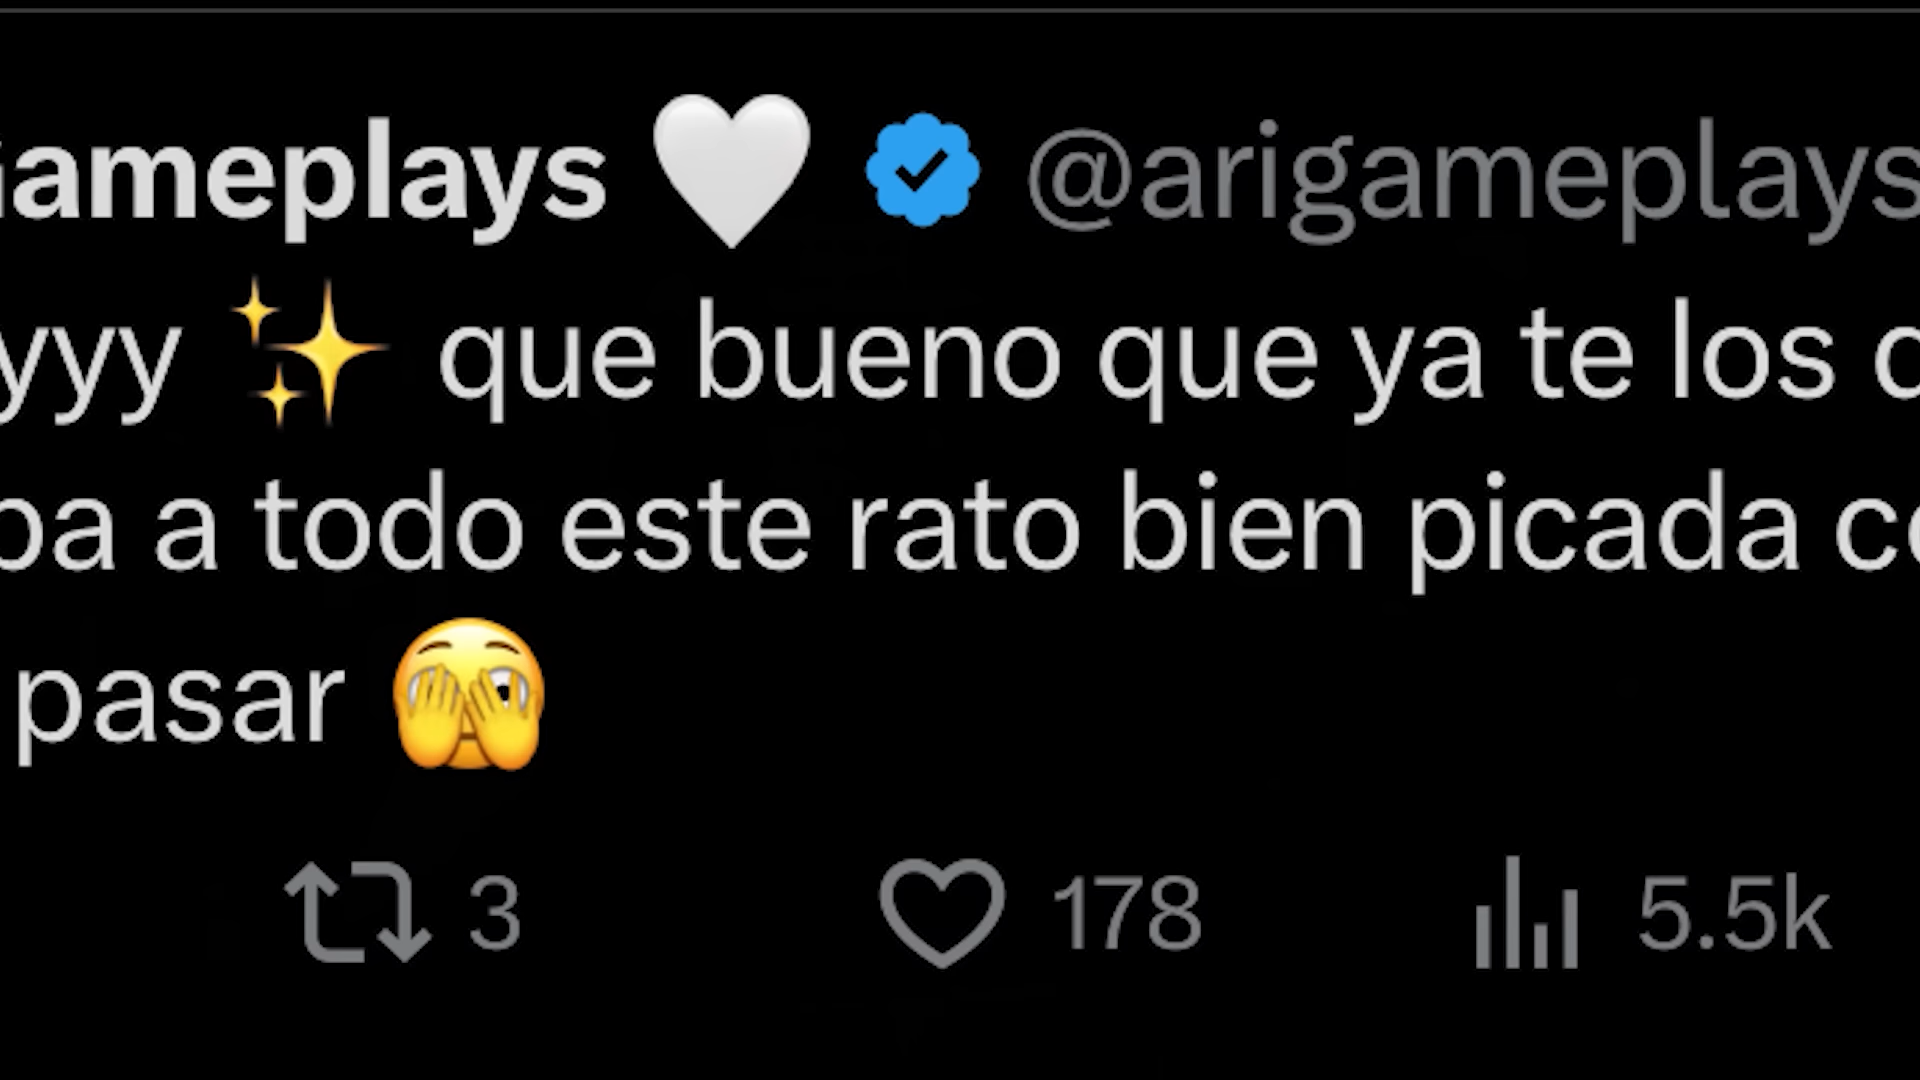 Gameplays 🤍 @arigameplays
yyy ✨ que bueno que ya te los
ba a todo este rato bien picada
pasar 🫣
3 178 5.5k